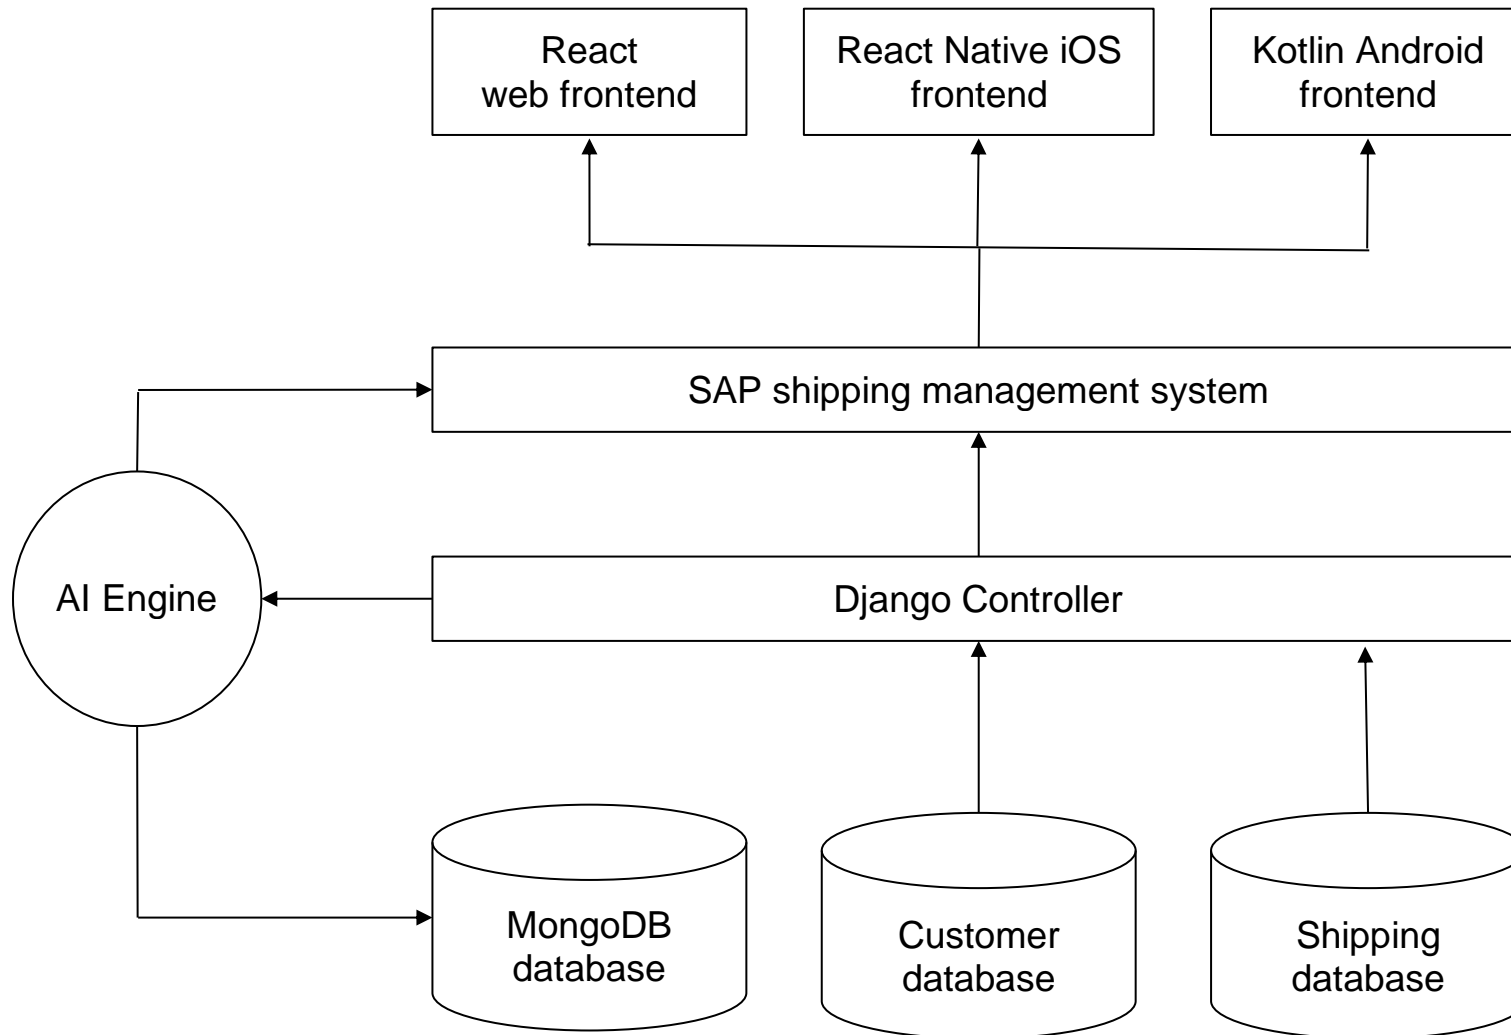 React
web frontend
React Native iOS
frontend
Kotlin Android
frontend
SAP shipping management system
AI Engine
Django Controller
MongoDB
database
Customer
database
Shipping
database